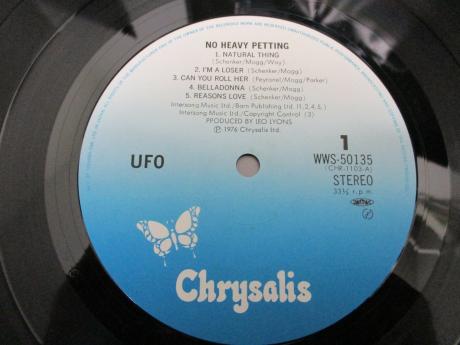 NO HEAVY PETTING
1. NATURAL THING
(Schenker/Mogg/Way)
2. I'M A LOSER (Schenker/Mogg)
3. CAN YOU ROLL HER (Peyronel/Mogg/Parker)
4. BELLADONNA (Schenker/Mogg)
5. REASONS LOVE (Schenker/Mogg)
Intersong Music Ltd./Barn Publishing Ltd. (1,2,4,5,)
Intersong Music Ltd./Copyright Control (3)
PRODUCED BY LEO LYONS
Ⓟ 1976 Chrysalis Ltd.
UFO
1
WWS-50135
(CHR-1103-A)
STEREO
33⅓ r.p.m.
Chrysalis